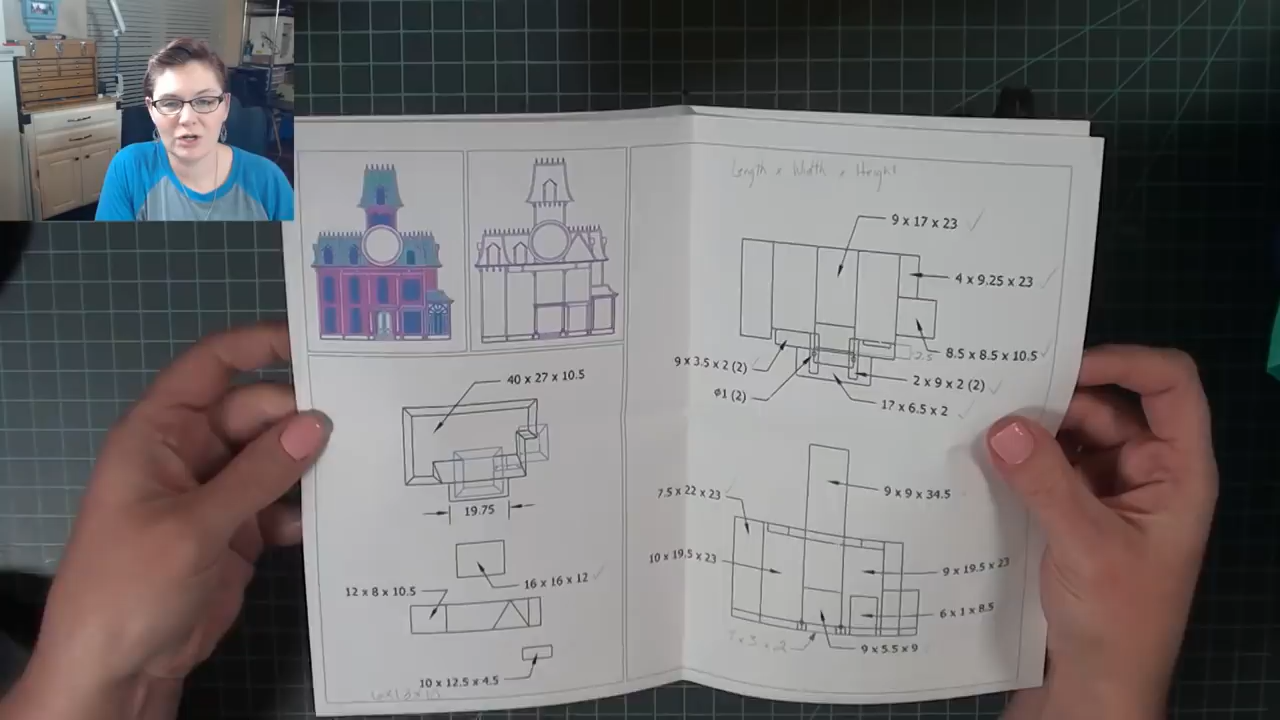 Length x Width x Height
9 x 17 x 23
4 x 9.25 x 23
8.5 x 8.5 x 10.5
2.5
9 x 3.5 x 2 (2)
2 x 9 x 2 (2)
ø1 (2)
17 x 6.5 x 2
40 x 27 x 10.5
19.75
16 x 16 x 12
12 x 8 x 10.5
10 x 12.5 x 4.5
9 x 9 x 34.5
7.5 x 22 x 23
10 x 19.5 x 23
9 x 19.5 x 23
6 x 1 x 8.5
9 x 5.5 x 9